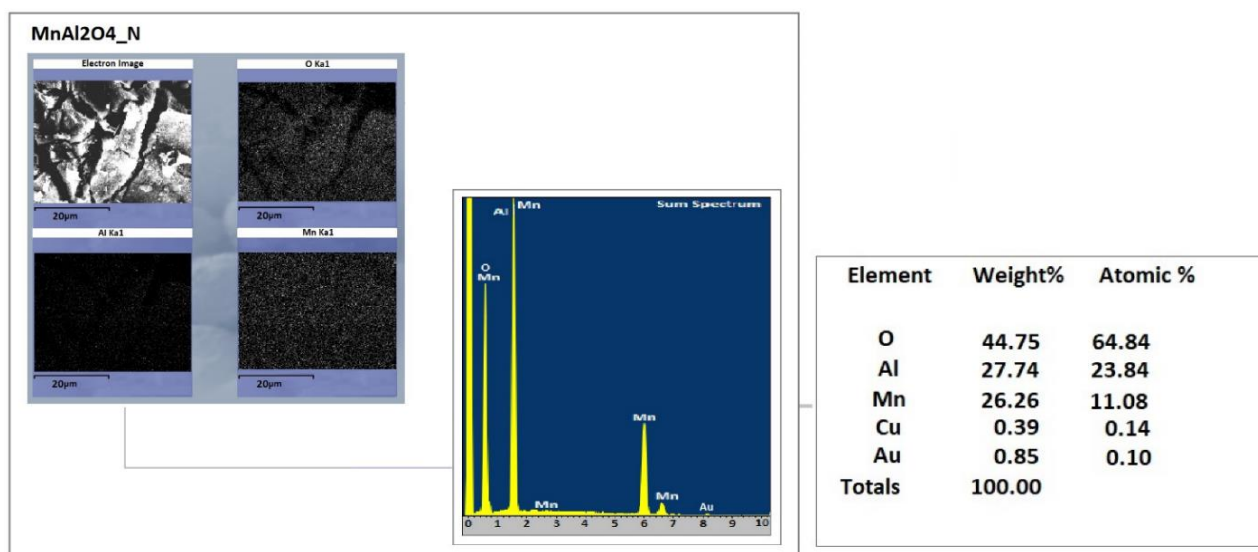 MnAl2O4_N
Electron Image
O Ka1
20µm
20µm
Al Ka1
Mn Ka1
20µm
20µm
Sum Spectrum
Al Mn
O
Mn
Mn
Mn
Mn
Au
0 1 2 3 4 5 6 7 8 9 10
Element Weight% Atomic %
O 44.75 64.84
Al 27.74 23.84
Mn 26.26 11.08
Cu 0.39 0.14
Au 0.85 0.10
Totals 100.00